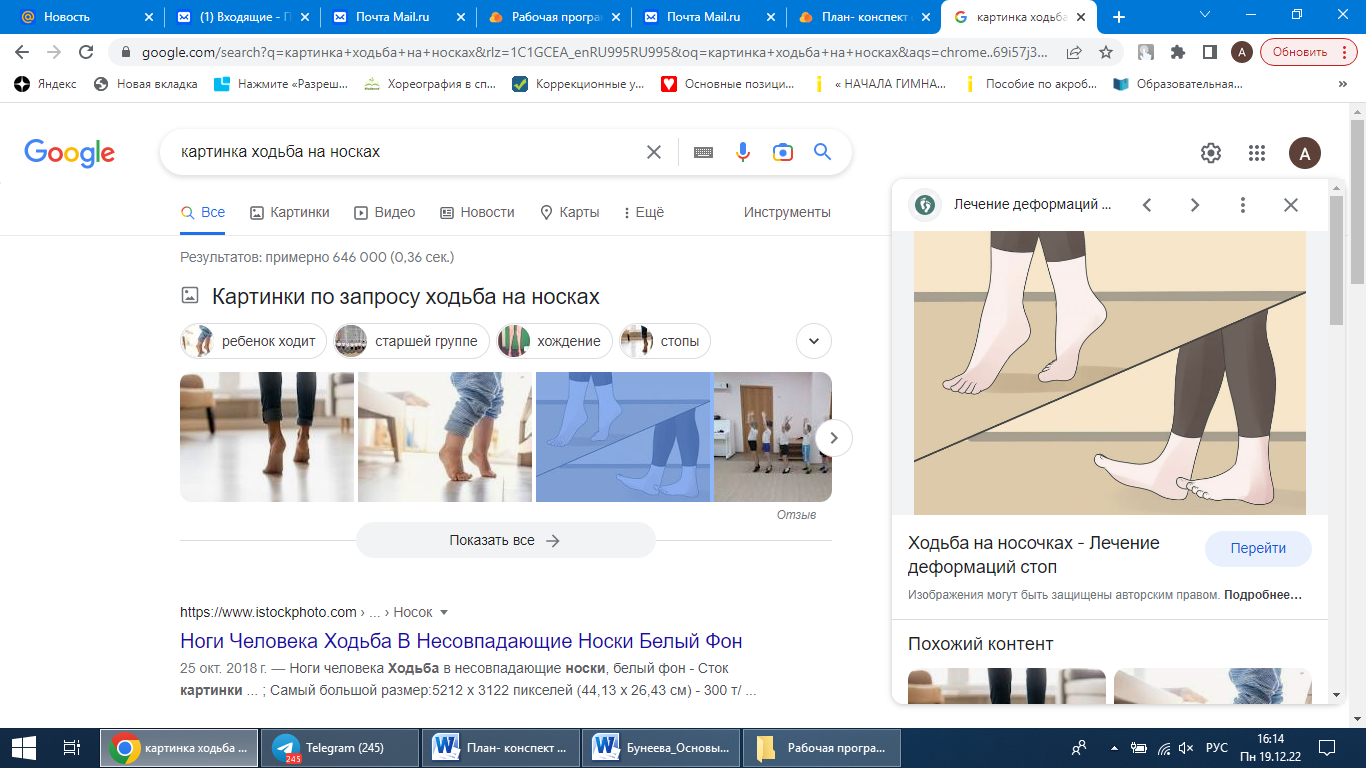 Новость
(1) Входящие - П
Почта Mail.ru
Рабочая програ
Почта Mail.ru
План- конспект
картинка ходьба
google.com/search?q=картинка+ходьба+на+носках&rlz=1C1GCEA_enRU995RU995&oq=картинка+ходьба+на+носках&aqs=chrome..69i57j3...
A
Обновить
Яндекс
Новая вкладка
Нажмите «Разреш...
Хореография в сп...
Коррекционные у...
Основные позици...
« НАЧАЛА ГИМНА...
Пособие по акроб...
Образовательная...
»
Google
картинка ходьба на носках
A
Все
Картинки
Видео
Новости
Карты
Ещё
Инструменты
Результатов: примерно 646 000 (0,36 сек.)
Картинки по запросу ходьба на носках
ребенок ходит
старшей группе
хождение
стопы
Отзыв
Показать все
https://www.istockphoto.com › ... › Носок
Ноги Человека Ходьба В Несовпадающие Носки Белый Фон
25 окт. 2018 г. — Ноги человека Ходьба в несовпадающие носки, белый фон - Сток
картинки ... ; Самый большой размер:5212 x 3122 пикселей (44,13 x 26,43 см) - 300 т/ ...
Лечение деформаций ...
Ходьба на носочках - Лечение
деформаций стоп
Перейти
Изображения могут быть защищены авторским правом. Подробнее...
Похожий контент
картинка ходьба ...
Telegram (245)
245
План- конспект ...
Бунеева_Основы...
Рабочая програ...
РУС
16:14
Пн 19.12.22